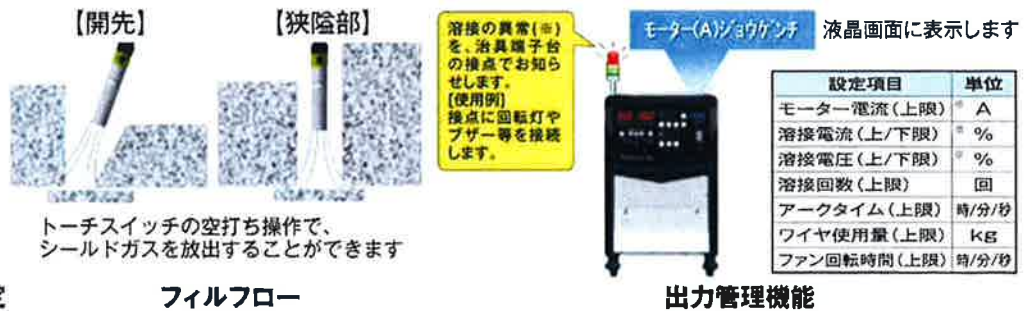 【開先】
【狭隘部】
トーチスイッチの空打ち操作で、
シールドガスを放出することができます
フィルフロー
溶接の異常(※)
を、治具端子台
の接点でお知ら
せします。
[使用例]
接点に回転灯や
ブザー等を接続
します。
モーター(A)ジョウゲンチ
液晶画面に表示します
設定項目 単位
モーター電流(上限)※ A
溶接電流(上/下限)※ %
溶接電圧(上/下限)※ %
溶接回数(上限) 回
アークタイム(上限) 時/分/秒
ワイヤ使用量(上限) kg
ファン回転時間(上限) 時/分/秒
出力管理機能